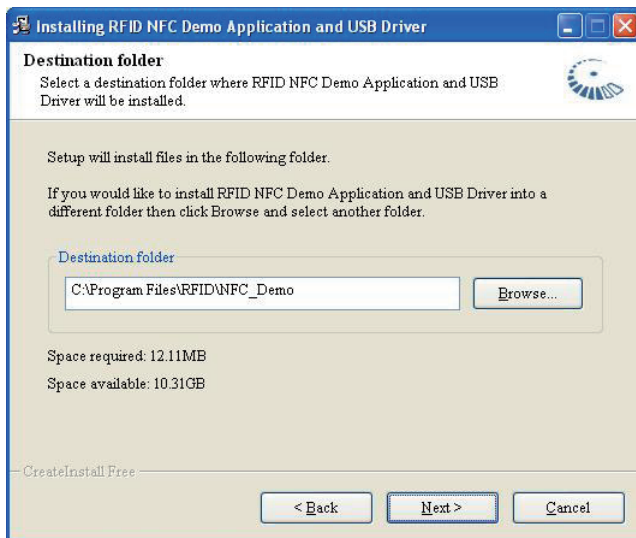 Installing RFID NFC Demo Application and USB Driver
Destination folder
Select a destination folder where RFID NFC Demo Application and USB
Driver will be installed.
Setup will install files in the following folder.
If you would like to install RFID NFC Demo Application and USB Driver into a
different folder then click Browse and select another folder.
Destination folder
C:\Program Files\RFID\NFC_Demo
Browse...
Space required: 12.11MB
Space available: 10.31GB
CreateInstall Free
< Back
Next >
Cancel